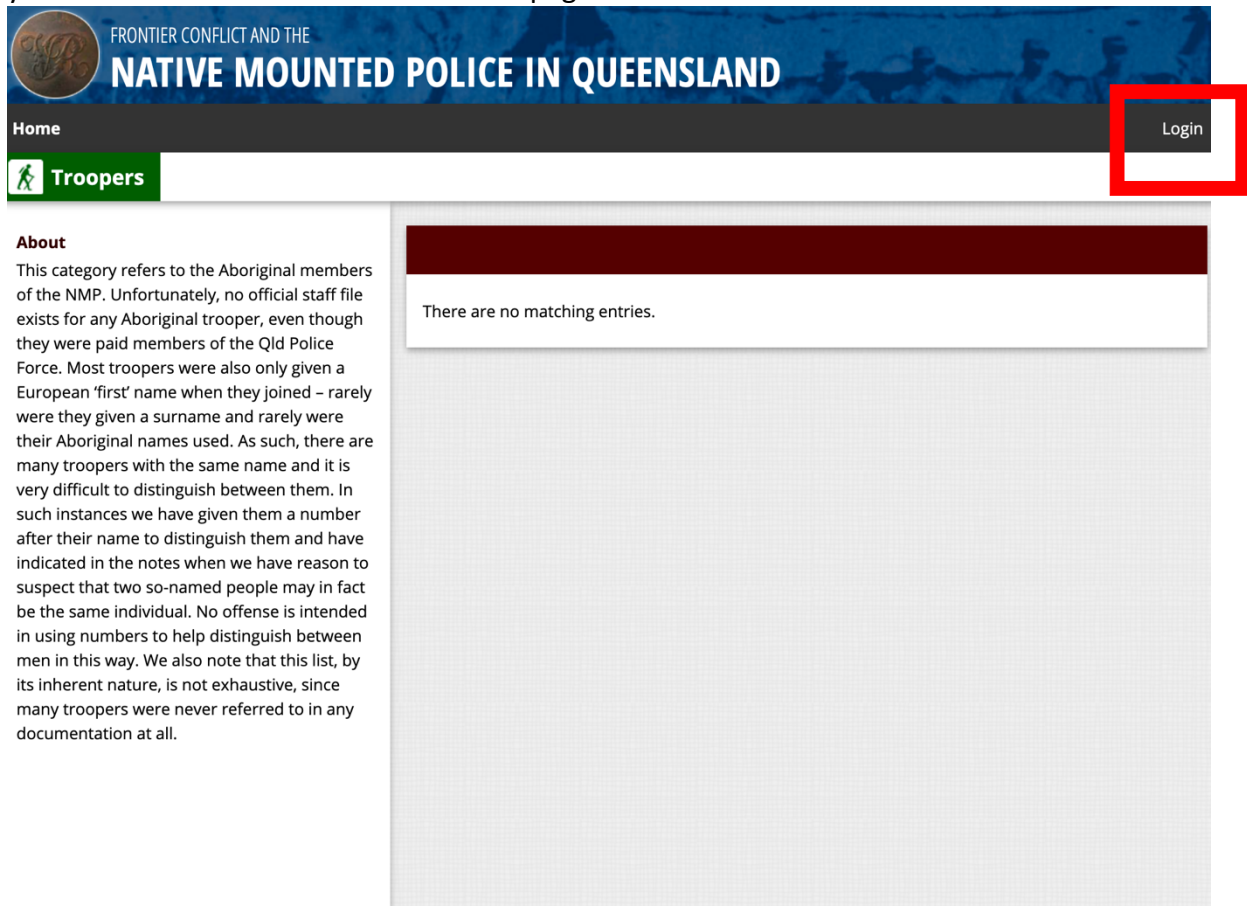 FRONTIER CONFLICT AND THE
NATIVE MOUNTED POLICE IN QUEENSLAND
Home
Login
Troopers
About
This category refers to the Aboriginal members
of the NMP. Unfortunately, no official staff file
exists for any Aboriginal trooper, even though
they were paid members of the Qld Police
Force. Most troopers were also only given a
European ‘first’ name when they joined – rarely
were they given a surname and rarely were
their Aboriginal names used. As such, there are
many troopers with the same name and it is
very difficult to distinguish between them. In
such instances we have given them a number
after their name to distinguish them and have
indicated in the notes when we have reason to
suspect that two so-named people may in fact
be the same individual. No offense is intended
in using numbers to help distinguish between
men in this way. We also note that this list, by
its inherent nature, is not exhaustive, since
many troopers were never referred to in any
documentation at all.
There are no matching entries.